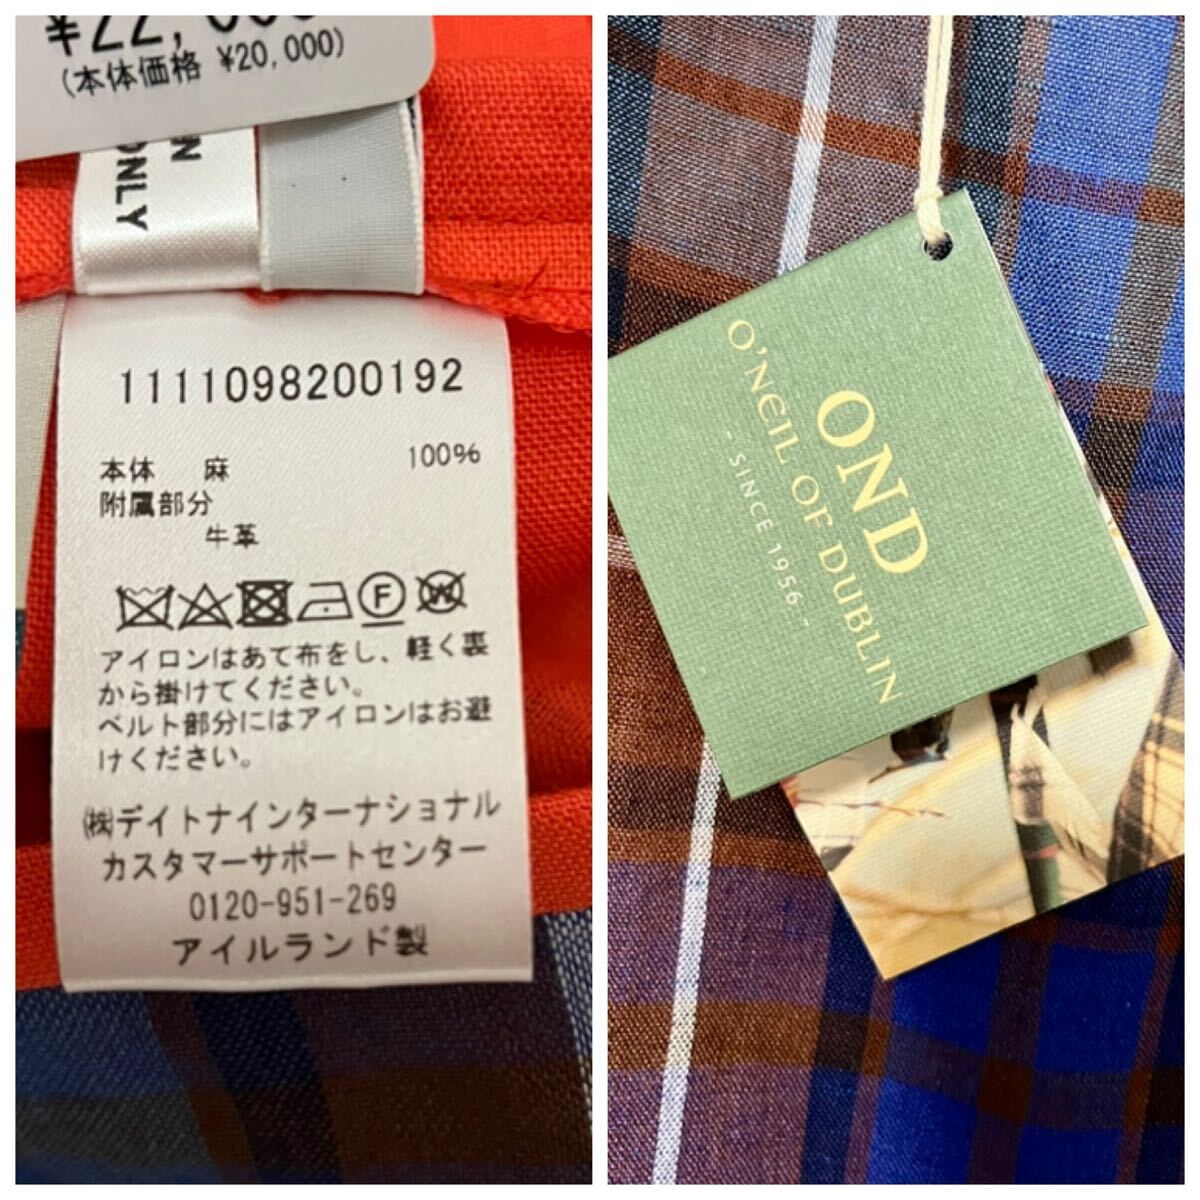 (本体価格 ¥20,000)
ONLY
1111098200192
本体 麻 100%
附属部分
牛革
F W
アイロンはあて布をし、軽く裏
から掛けてください。
ベルト部分にはアイロンはお避
けください。
㈱デイトナインターナショナル
カスタマーサポートセンター
0120-951-269
アイルランド製
OND
O'NEIL OF DUBLIN
- SINCE 1956 -